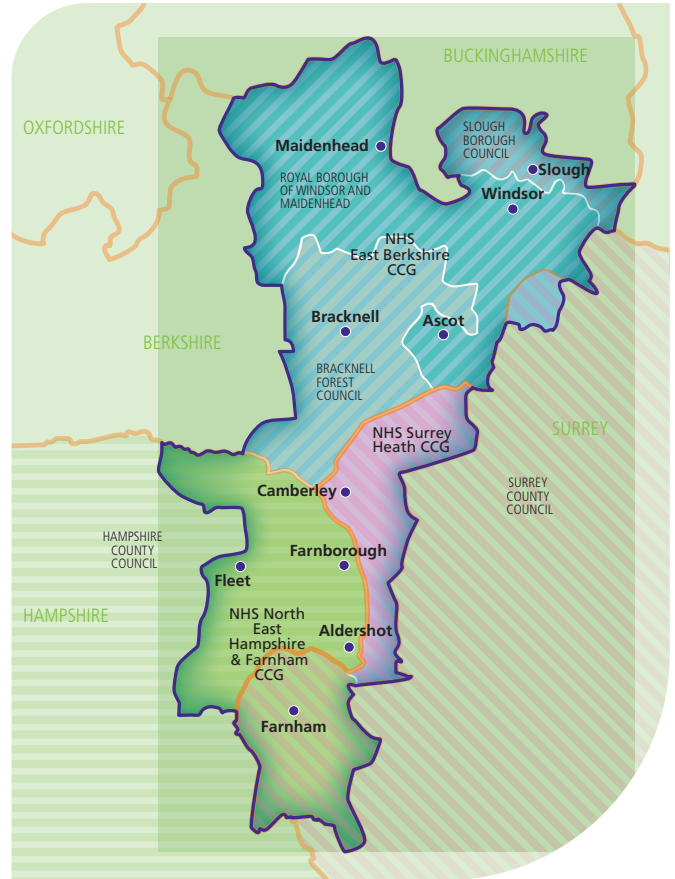 BUCKINGHAMSHIRE
OXFORDSHIRE
SLOUGH
BOROUGH
COUNCIL
Maidenhead
Slough
ROYAL BOROUGH
OF WINDSOR AND
MAIDENHEAD
Windsor
NHS
East Berkshire
CCG
Bracknell
Ascot
BERKSHIRE
BRACKNELL
FOREST
COUNCIL
NHS Surrey
Heath CCG
SURREY
Camberley
SURREY
COUNTY
COUNCIL
HAMPSHIRE
COUNTY
COUNCIL
Farnborough
Fleet
HAMPSHIRE
NHS North
East
Hampshire
& Farnham
CCG
Aldershot
Farnham